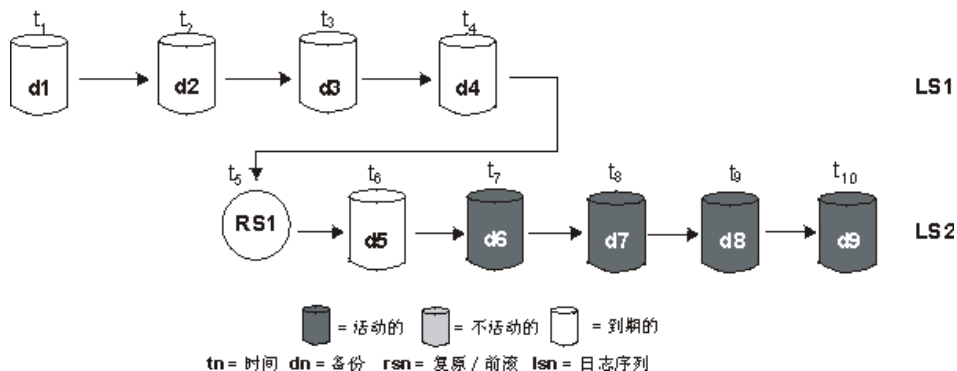 t1 t2 t3 t4
d1 d2 d3 d4 LS1
t5 t6 t7 t8 t9 t10
RS1 d5 d6 d7 d8 d9 LS2
= 活动的 = 不活动的 = 到期的
tn = 时间 dn = 备份 rsn = 复原 / 前滚 lsn = 日志序列